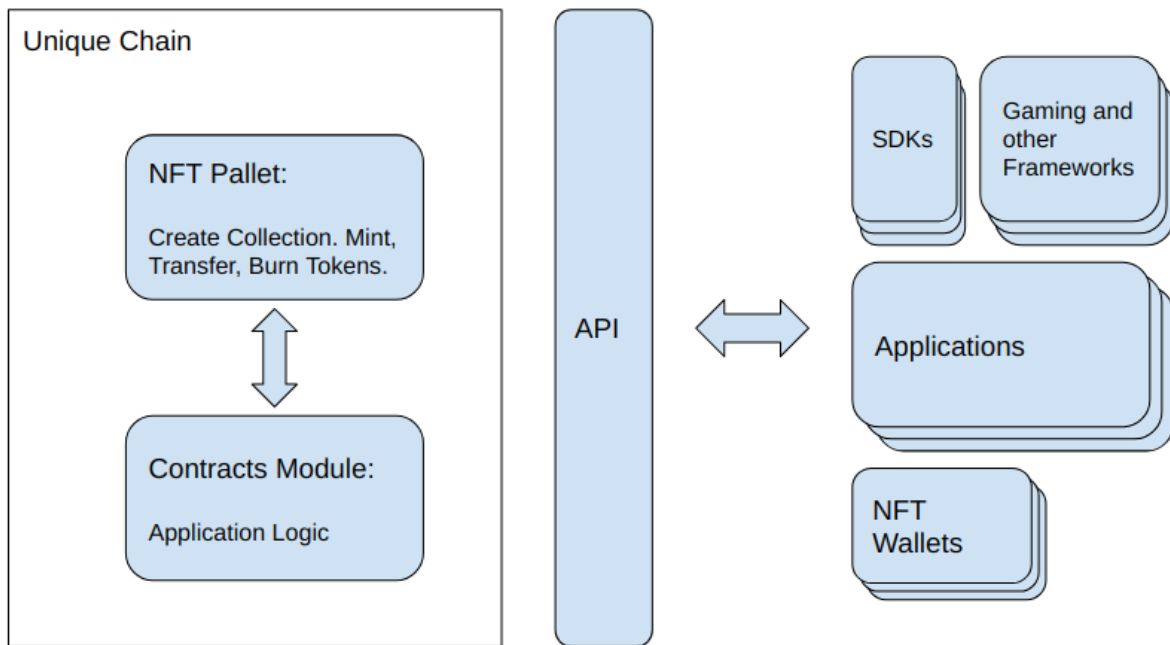 Unique Chain
NFT Pallet:
Create Collection. Mint,
Transfer, Burn Tokens.
Contracts Module:
Application Logic
API
SDKs
Gaming and
other
Frameworks
Applications
NFT
Wallets